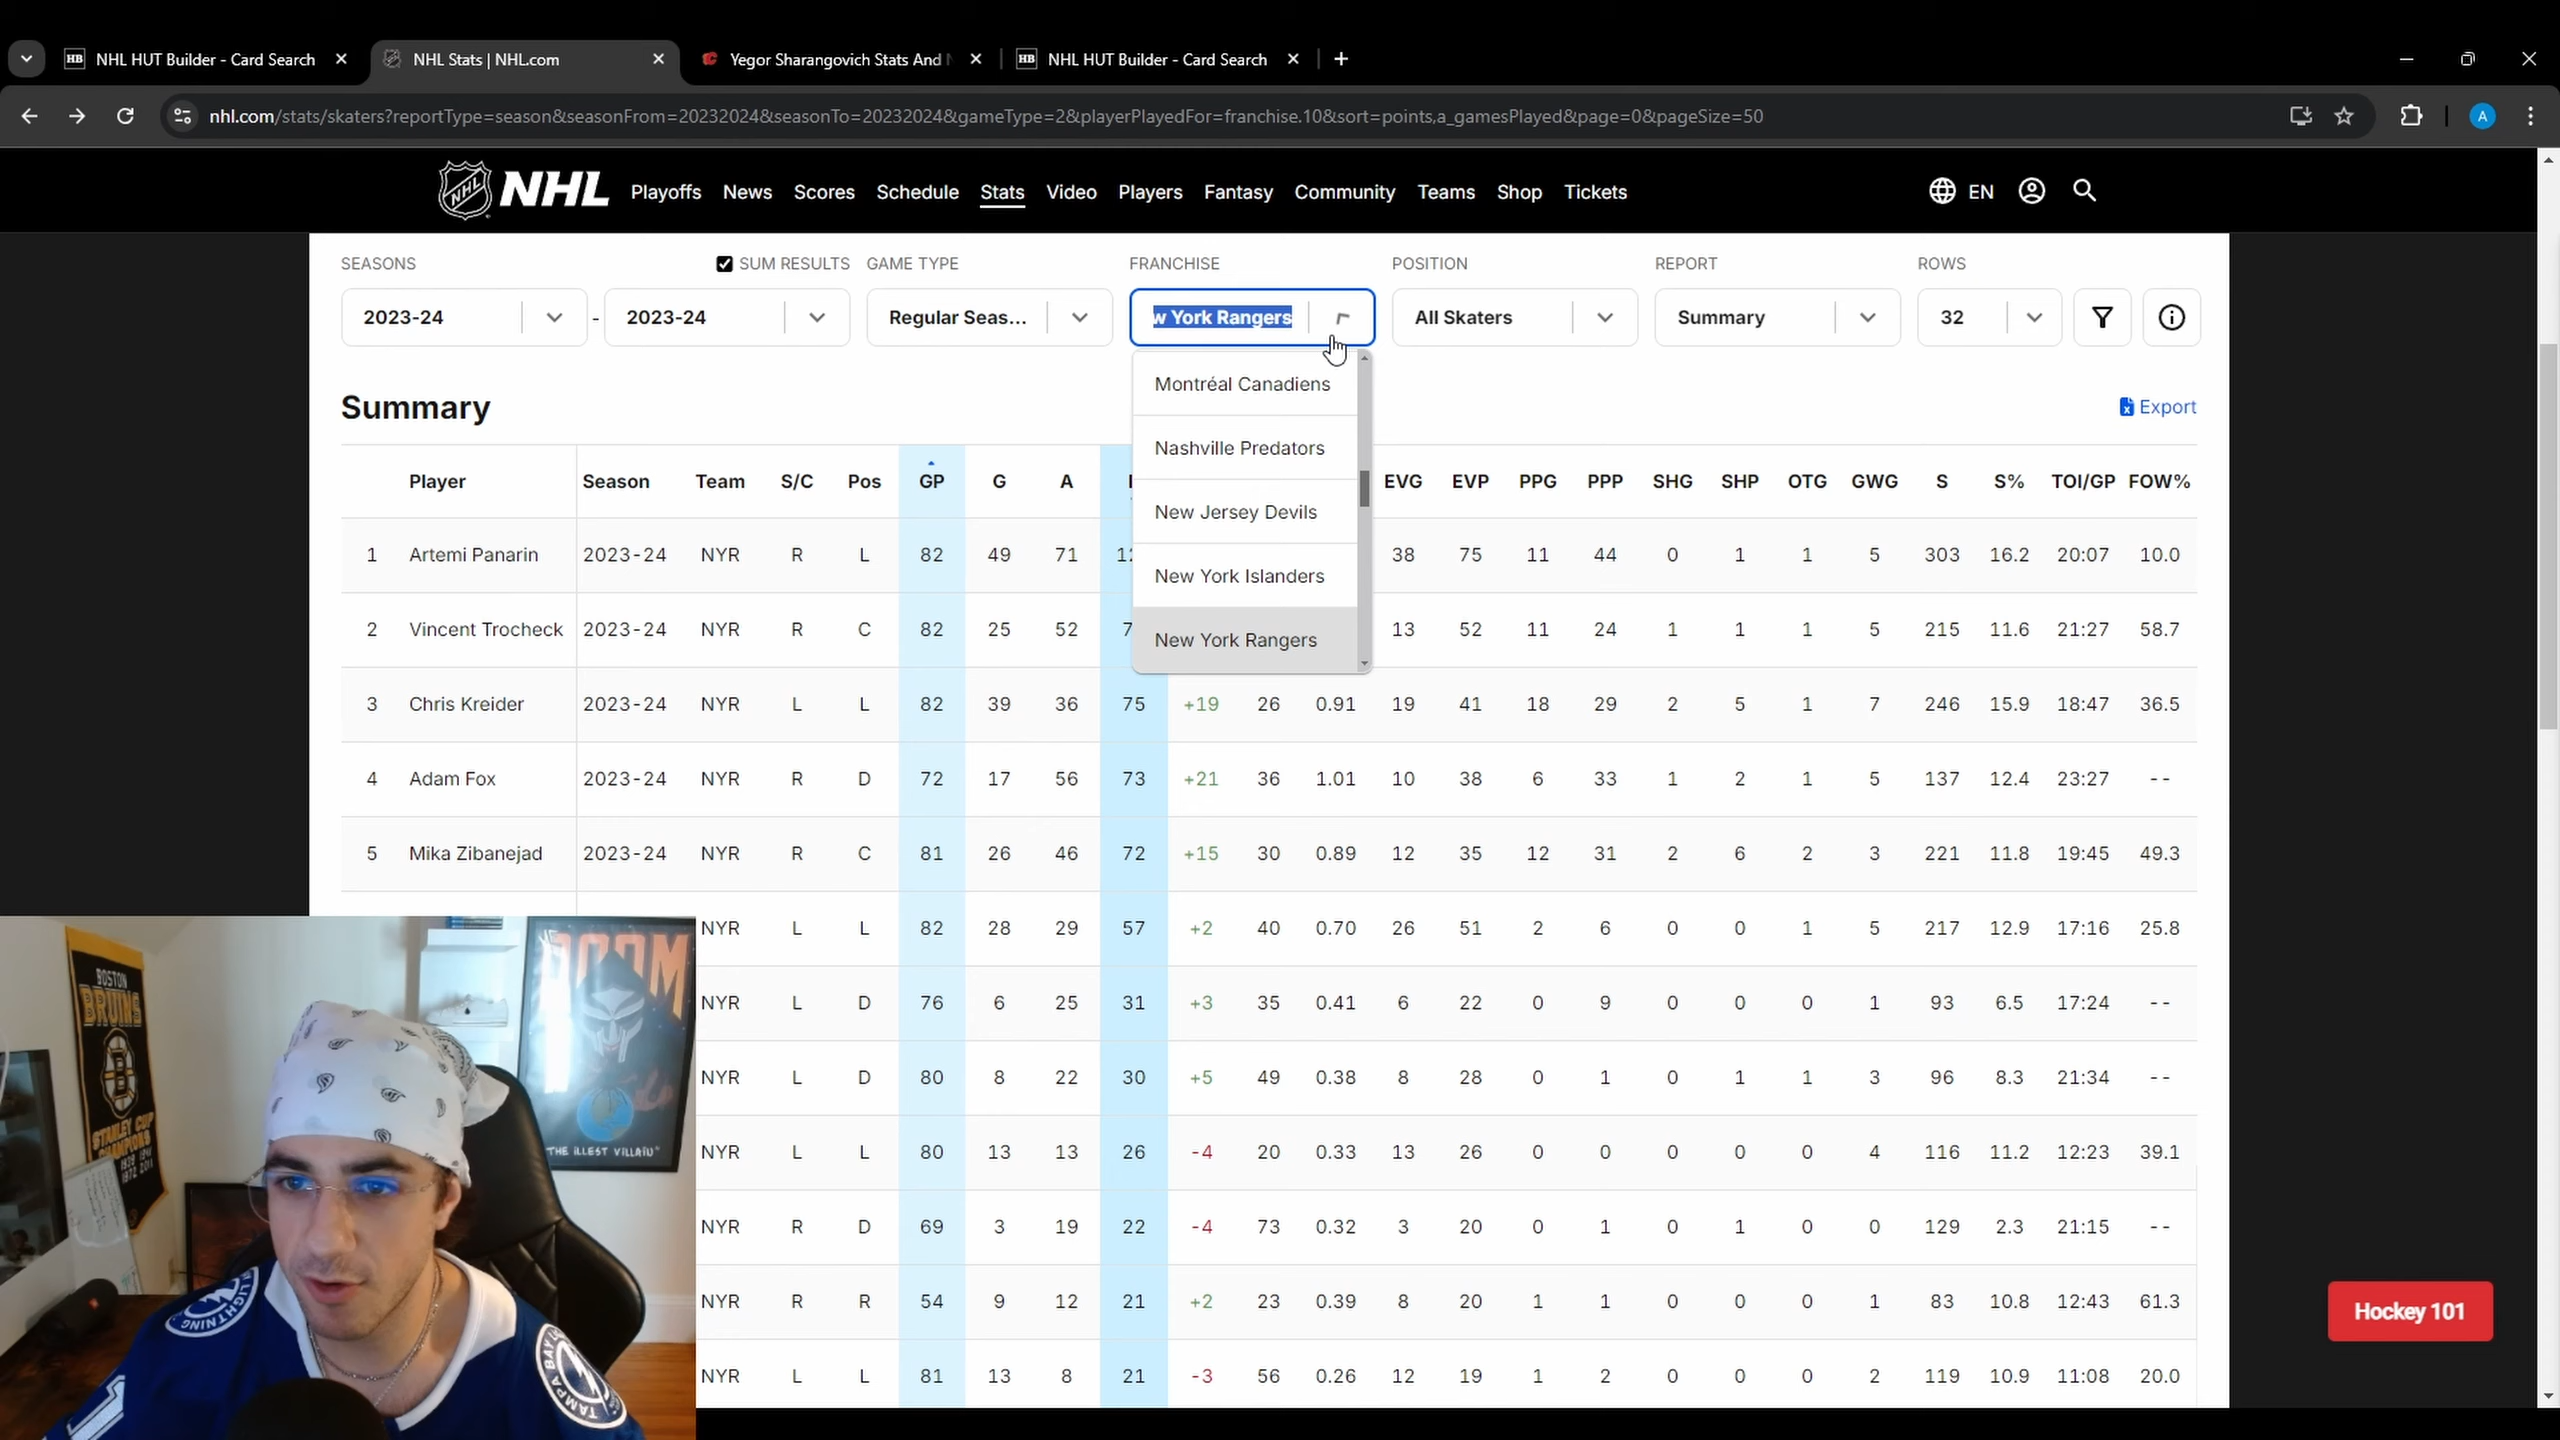 NHL HUT Builder - Card Search
NHL Stats | NHL.com
Yegor Sharangovich Stats And
NHL HUT Builder - Card Search
nhl.com/stats/skaters?reportType=season&seasonFrom=20232024&seasonTo=20232024&gameType=2&playerPlayedFor=franchise.10&sort=points,a_gamesPlayed&page=0&pageSize=50
A
NHL Playoffs News Scores Schedule Stats Video Players Fantasy Community Teams Shop Tickets EN
SEASONS SUM RESULTS GAME TYPE FRANCHISE POSITION REPORT ROWS
2023-24 - 2023-24 Regular Seas... w York Rangers All Skaters Summary 32
Montréal Canadiens
Nashville Predators
New Jersey Devils
New York Islanders
New York Rangers
Summary
Export
Player Season Team S/C Pos GP G A EVG EVP PPG PPP SHG SHP OTG GWG S S% TOI/GP FOW%
1 Artemi Panarin 2023-24 NYR R L 82 49 71 12 38 75 11 44 0 1 1 5 303 16.2 20:07 10.0
2 Vincent Trocheck 2023-24 NYR R C 82 25 52 7 13 52 11 24 1 1 1 5 215 11.6 21:27 58.7
3 Chris Kreider 2023-24 NYR L L 82 39 36 75 +19 26 0.91 19 41 18 29 2 5 1 7 246 15.9 18:47 36.5
4 Adam Fox 2023-24 NYR R D 72 17 56 73 +21 36 1.01 10 38 6 33 1 2 1 5 137 12.4 23:27 --
5 Mika Zibanejad 2023-24 NYR R C 81 26 46 72 +15 30 0.89 12 35 12 31 2 6 2 3 221 11.8 19:45 49.3
NYR L L 82 28 29 57 +2 40 0.70 26 51 2 6 0 0 1 5 217 12.9 17:16 25.8
NYR L D 76 6 25 31 +3 35 0.41 6 22 0 9 0 0 0 1 93 6.5 17:24 --
NYR L D 80 8 22 30 +5 49 0.38 8 28 0 1 0 1 1 3 96 8.3 21:34 --
NYR L L 80 13 13 26 -4 20 0.33 13 26 0 0 0 0 0 4 116 11.2 12:23 39.1
NYR R D 69 3 19 22 -4 73 0.32 3 20 0 1 0 1 0 0 129 2.3 21:15 --
NYR R R 54 9 12 21 +2 23 0.39 8 20 1 1 0 0 0 1 83 10.8 12:43 61.3
NYR L L 81 13 8 21 -3 56 0.26 12 19 1 2 0 0 0 2 119 10.9 11:08 20.0
Hockey 101
BOSTON
BRUINS
STANLEY CUP
CHAMPIONS
DOOM
"THE ILLEST VILLAIN"
LIGHTNING
TAMPA BAY